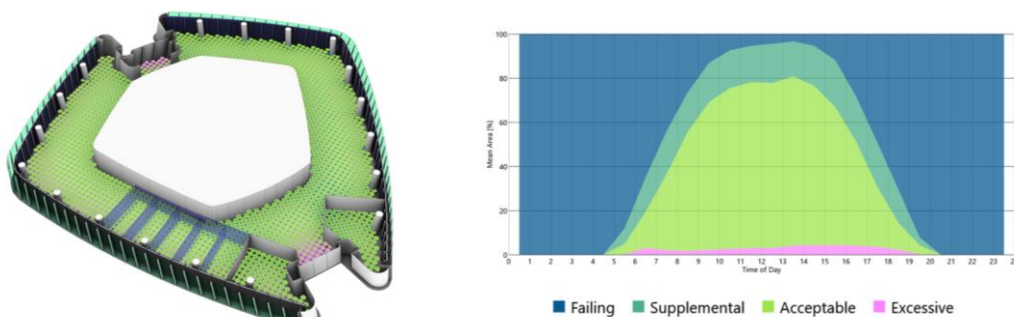 100
80
60
40
20
0
Mean Area (%)
0 1 2 3 4 5 6 7 8 9 10 11 12 13 14 15 16 17 18 19 20 21 22 23 2
Time of Day
Failing Supplemental Acceptable Excessive